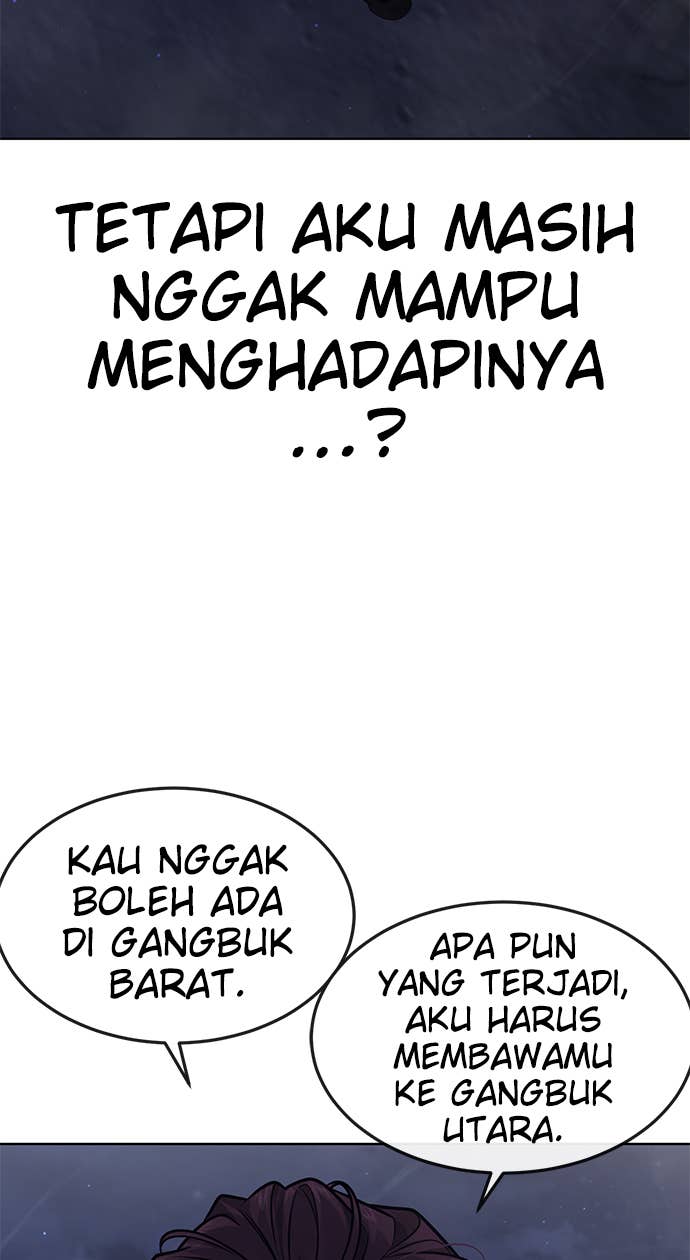 TETAPI AKU MASIH
NGGAK MAMPU
MENGHADAPINYA
...?
KAU NGGAK
BOLEH ADA
DI GANGBUK
BARAT.
APA PUN
YANG TERJADI,
AKU HARUS
MEMBAWAMU
KE GANGBUK
UTARA.